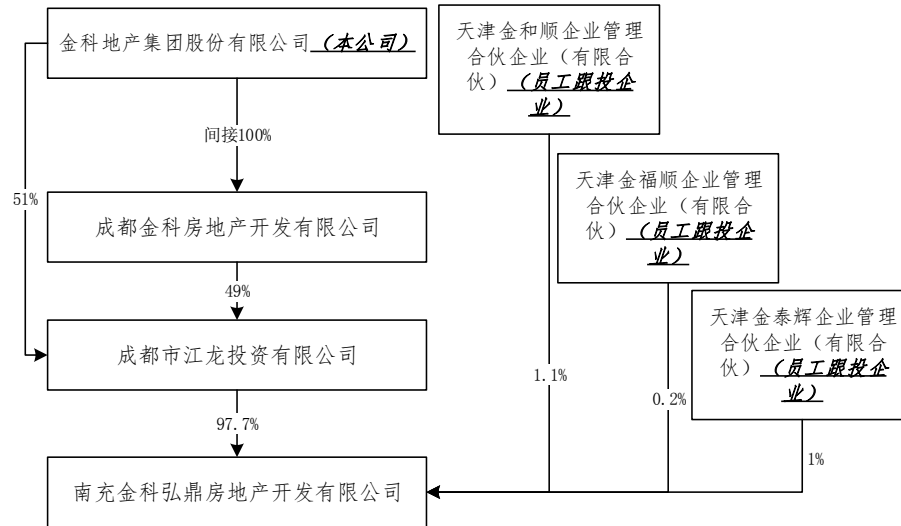 金科地产集团股份有限公司（本公司）
天津金和顺企业管理
合伙企业（有限合
伙）（员工跟投企
业）
间接100%
51%
天津金福顺企业管理
合伙企业（有限合
伙）（员工跟投企
业）
成都金科房地产开发有限公司
49%
天津金泰辉企业管理
合伙企业（有限合
伙）（员工跟投企
业）
成都市江龙投资有限公司
1.1%
0.2%
97.7%
1%
南充金科弘鼎房地产开发有限公司